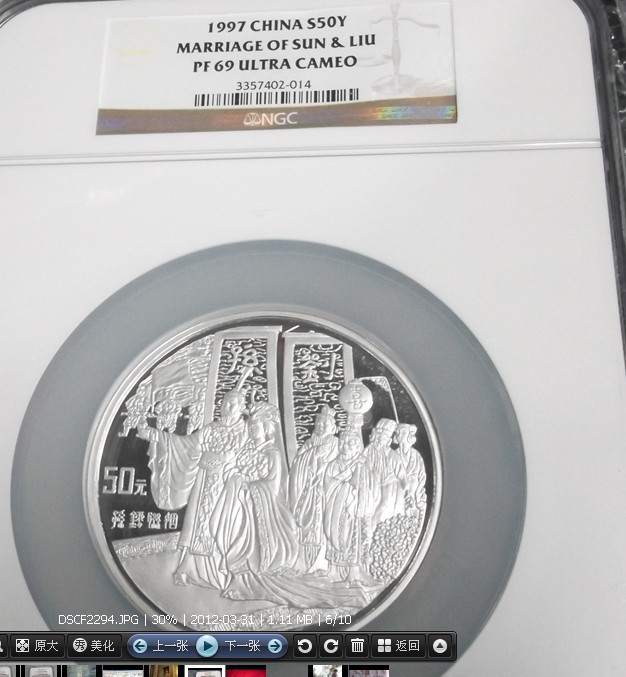 1997 CHINA S50Y
MARRIAGE OF SUN & LIU
PF 69 ULTRA CAMEO
3357402-014
NGC
50元
DSCF2294.JPG | 30% | 2012-03-31 | 1.11 MB | 6/10
原大 美化 上一张 下一张 返回